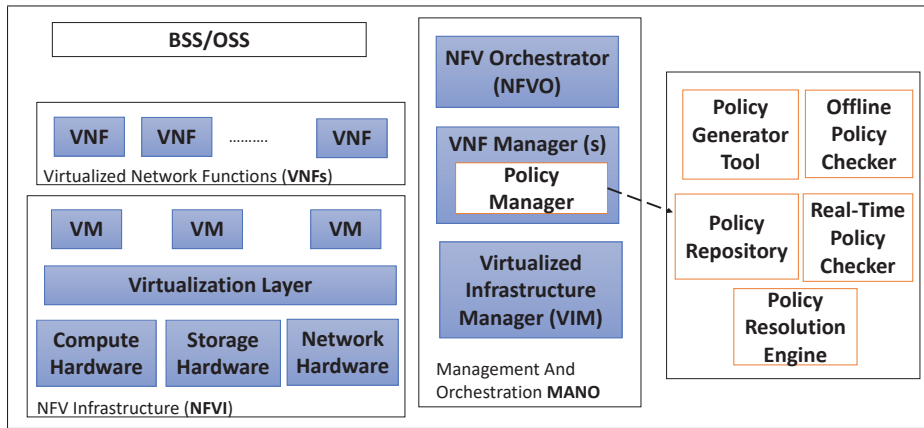 BSS/OSS
VNF
VNF
..........
VNF
Virtualized Network Functions (VNFs)
VM
VM
VM
Virtualization Layer
Compute
Hardware
Storage
Hardware
Network
Hardware
NFV Infrastructure (NFVI)
NFV Orchestrator
(NFVO)
VNF Manager (s)
Policy
Manager
Virtualized
Infrastructure
Manager (VIM)
Management And
Orchestration MANO
Policy
Generator
Tool
Offline
Policy
Checker
Policy
Repository
Real-Time
Policy
Checker
Policy
Resolution
Engine